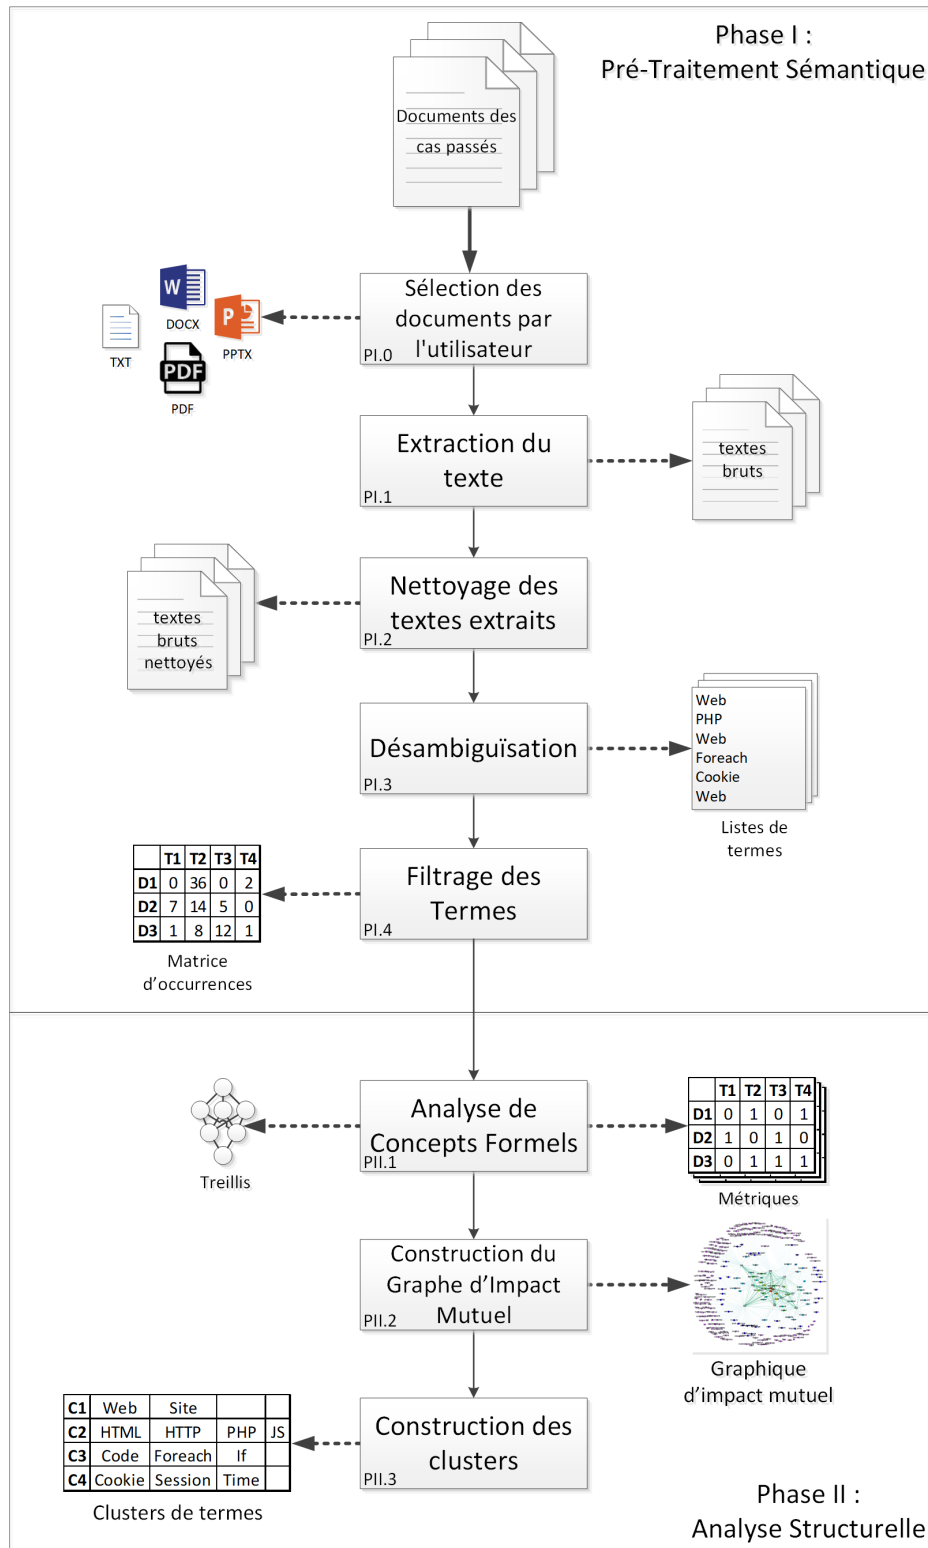 Phase I :
Pré-Traitement Sémantique
Documents des
cas passés
Sélection des
documents par
l'utilisateur
PI.0
W
DOCX
P
PPTX
TXT
PDF
PDF
Extraction du
texte
PI.1
textes
bruts
Nettoyage des
textes extraits
PI.2
textes
bruts
nettoyés
Désambiguïsation
PI.3
Web
PHP
Web
Foreach
Cookie
Web
Listes de
termes
Filtrage des
Termes
PI.4
T1 T2 T3 T4
D1 0 36 0 2
D2 7 14 5 0
D3 1 8 12 1
Matrice
d’occurrences
Analyse de
Concepts Formels
PII.1
Treillis
T1 T2 T3 T4
D1 0 1 0 1
D2 1 0 1 0
D3 0 1 1 1
Métriques
Construction du
Graphe d’Impact
Mutuel
PII.2
Graphique
d’impact mutuel
Construction des
clusters
PII.3
C1 Web Site
C2 HTML HTTP PHP JS
C3 Code Foreach If
C4 Cookie Session Time
Clusters de termes
Phase II :
Analyse Structurelle